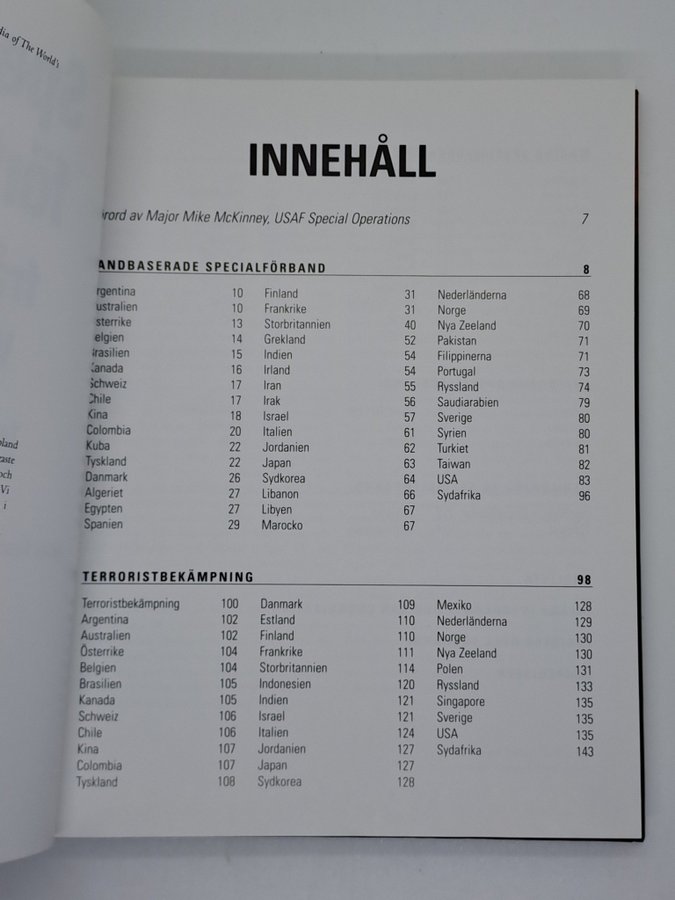 dia of The World's
pland
och
Vi
i
INNEHÅLL
av Major Mike McKinney, USAF Special Operations 7
ANDBASERADE SPECIALFÖRBAND 8
rgentina 10
ustralien 10
sterrike 13
elgien 14
rasilien 15
Kanada 16
Schweiz 17
Chile 17
Kina 18
Colombia 20
Kuba 22
Tyskland 22
Danmark 26
Algeriet 27
Egypten 27
Spanien 29
Finland 31
Frankrike 31
Storbritannien 40
Grekland 52
Indien 54
Irland 54
Iran 55
Irak 56
Israel 57
Italien 61
Jordanien 62
Japan 63
Sydkorea 64
Libanon 66
Libyen 67
Marocko 67
Nederländerna 68
Norge 69
Nya Zeeland 70
Pakistan 71
Filippinerna 71
Portugal 73
Ryssland 74
Saudiarabien 79
Sverige 80
Syrien 80
Turkiet 81
Taiwan 82
USA 83
Sydafrika 96
TERRORISTBEKÄMPNING 98
Terroristbekämpning 100
Argentina 102
Australien 102
Österrike 104
Belgien 104
Brasilien 105
Kanada 105
Schweiz 106
Chile 106
Kina 107
Colombia 107
Tyskland 108
Danmark 109
Estland 110
Finland 110
Frankrike 111
Storbritannien 114
Indonesien 120
Indien 121
Israel 121
Italien 124
Jordanien 127
Japan 127
Sydkorea 128
Mexiko 128
Nederländerna 129
Norge 130
Nya Zeeland 130
Polen 131
Ryssland 133
Singapore 135
Sverige 135
USA 135
Sydafrika 143